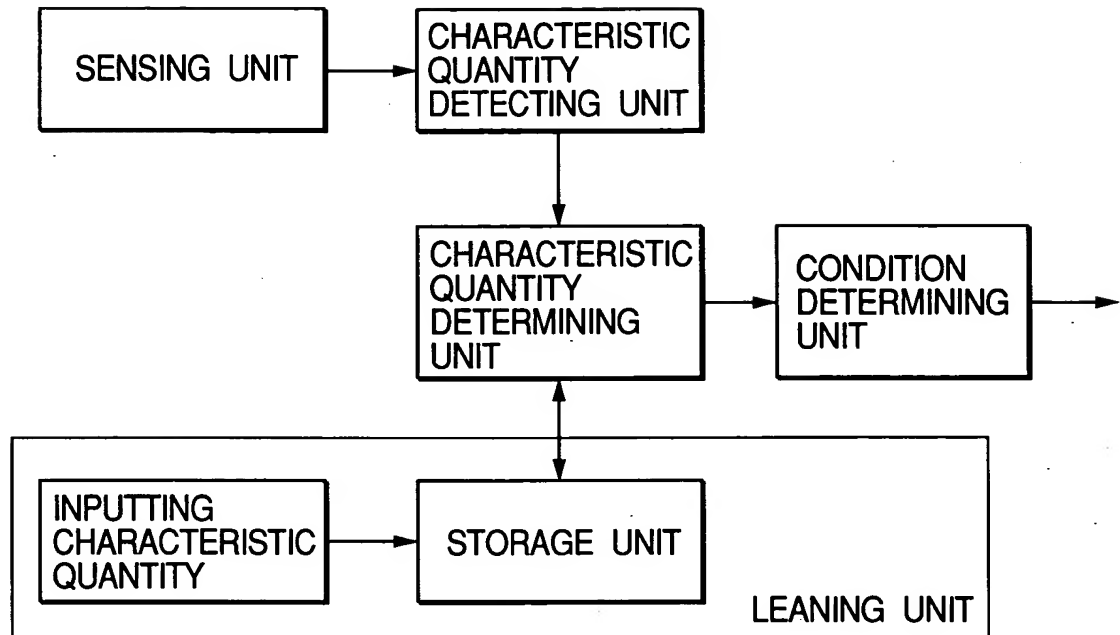 SENSING UNIT
CHARACTERISTIC
QUANTITY
DETECTING UNIT
CHARACTERISTIC
QUANTITY
DETERMINING
UNIT
CONDITION
DETERMINING
UNIT
INPUTTING
CHARACTERISTIC
QUANTITY
STORAGE UNIT
LEANING UNIT